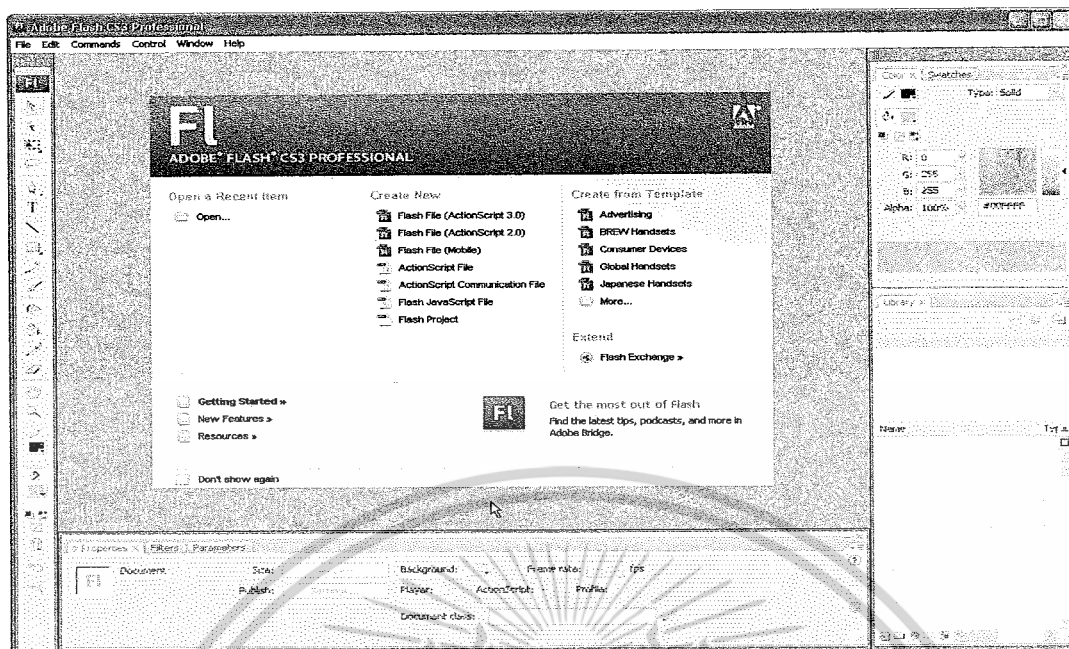 Adobe Flash CS3 Professional
File Edit Commands Control Window Help
Fl
T
Fl
ADOBE® FLASH® CS3 PROFESSIONAL
Open a Recent Item
Open...
Create New
Flash File (ActionScript 3.0)
Flash File (ActionScript 2.0)
Flash File (Mobile)
ActionScript File
ActionScript Communication File
Flash JavaScript File
Flash Project
Create from Template
Advertising
BREW Handsets
Consumer Devices
Global Handsets
Japanese Handsets
More...
Extend
Flash Exchange »
Getting Started »
New Features »
Resources »
Don't show again
Fl
Get the most out of Flash
Find the latest tips, podcasts, and more in
Adobe Bridge.
Color × Swatches
Type: Solid
R: 0
G: 255
B: 255
Alpha: 100% #00FFFF
Library ×
Name Type
Properties × Filters Parameters
Fl
Document Size: Background: Frame rate: fps
Publish: Player: ActionScript: Profile:
Document class: